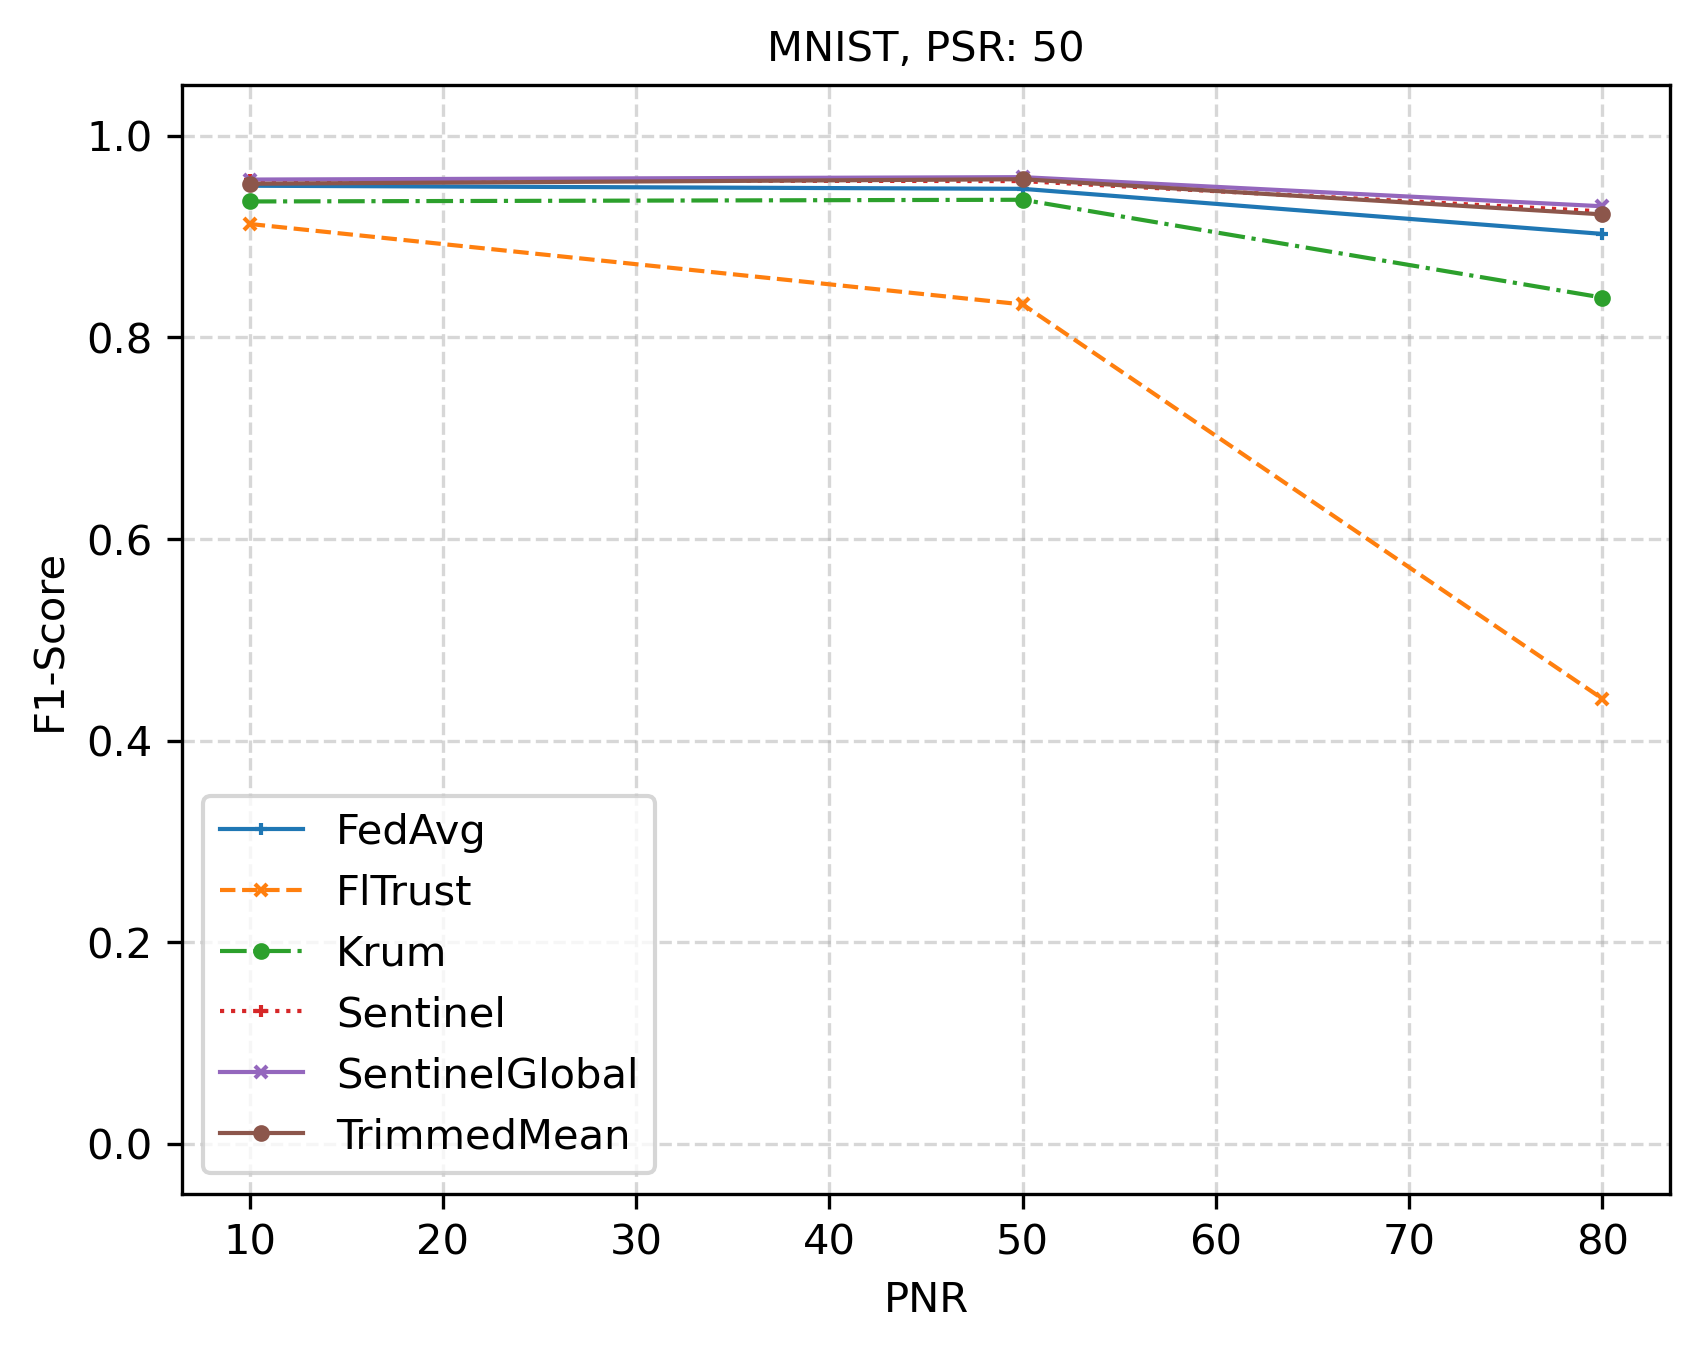 MNIST, PSR: 50
1.0
0.8
0.6
0.4
0.2
0.0
F1-Score
FedAvg
FlTrust
Krum
Sentinel
SentinelGlobal
TrimmedMean
10 20 30 40 50 60 70 80
PNR